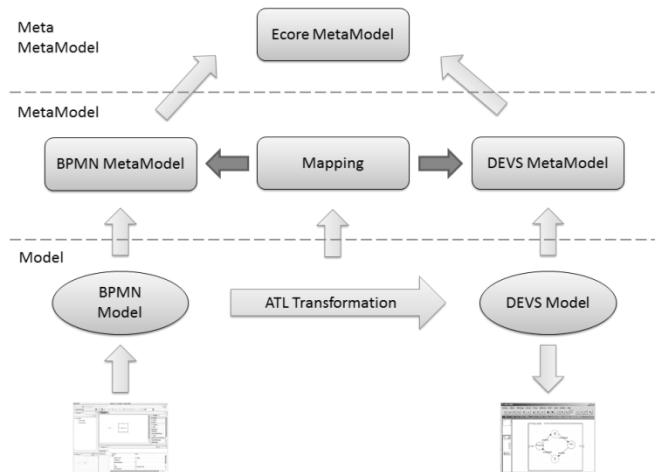 Meta
MetaModel
Ecore MetaModel
MetaModel
BPMN MetaModel
Mapping
DEVS MetaModel
Model
BPMN
Model
ATL Transformation
DEVS Model